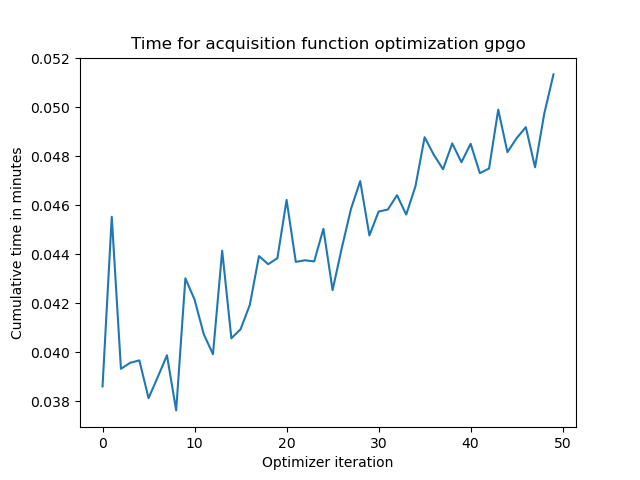 Time for acquisition function optimization gpgo
0.052
0.050
0.048
0.046
0.044
0.042
0.040
0.038
Cumulative time in minutes
0 10 20 30 40 50
Optimizer iteration